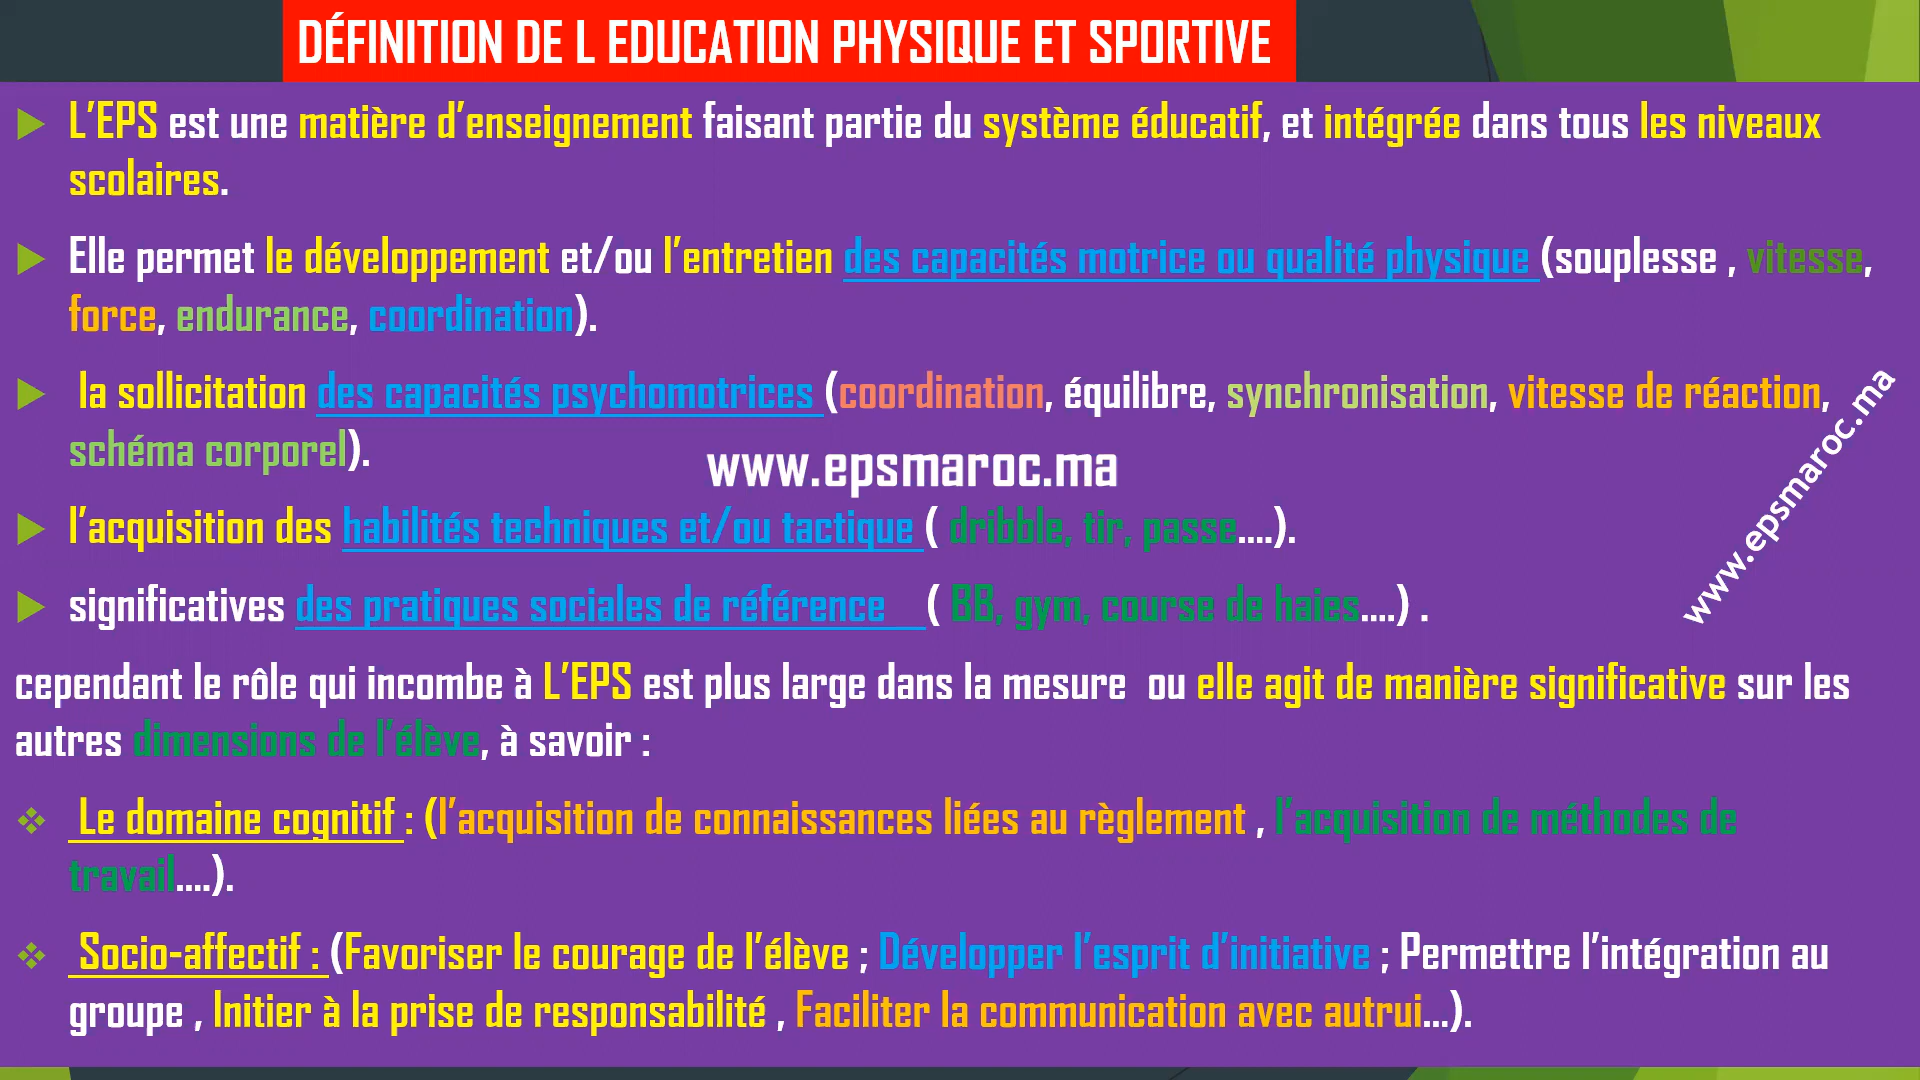 DÉFINITION DE L EDUCATION PHYSIQUE ET SPORTIVE
L'EPS est une matière d'enseignement faisant partie du système éducatif, et intégrée dans tous les niveaux
scolaires.
Elle permet le développement et/ou l'entretien des capacités motrice ou qualité physique (souplesse , vitesse,
force, endurance, coordination).
la sollicitation des capacités psychomotrices (coordination, équilibre, synchronisation, vitesse de réaction,
schéma corporel).
www.epsmaroc.ma
www.epsmaroc.ma
l'acquisition des habilités techniques et/ou tactique ( dribble, tir, passe....).
significatives des pratiques sociales de référence ( BB, gym, course de haies....) .
cependant le rôle qui incombe à L'EPS est plus large dans la mesure ou elle agit de manière significative sur les
autres dimensions de l'élève, à savoir :
Le domaine cognitif : (l'acquisition de connaissances liées au règlement , l'acquisition de méthodes de
travail....).
Socio-affectif : (Favoriser le courage de l'élève ; Développer l'esprit d'initiative ; Permettre l'intégration au
groupe , Initier à la prise de responsabilité , Faciliter la communication avec autrui...).